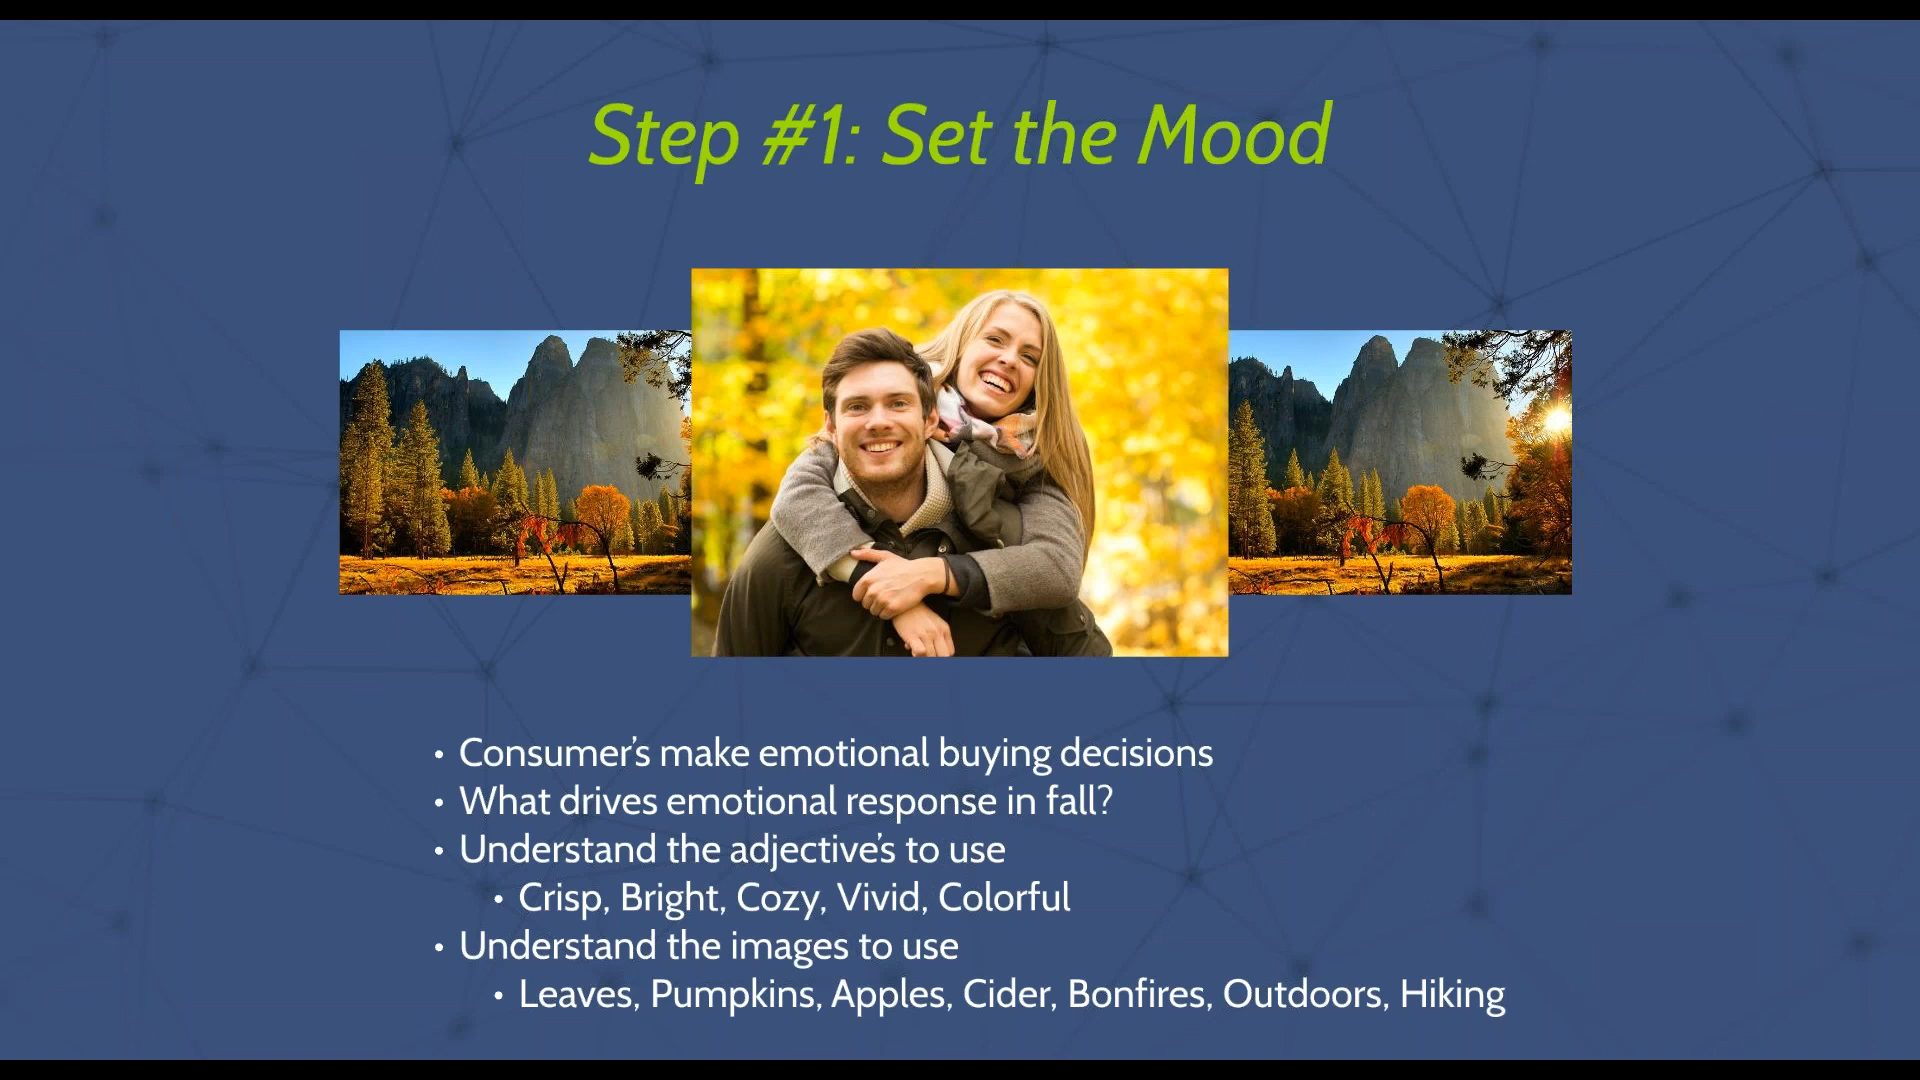 Step #1: Set the Mood
• Consumer's make emotional buying decisions
• What drives emotional response in fall?
• Understand the adjective's to use
• Crisp, Bright, Cozy, Vivid, Colorful
• Understand the images to use
• Leaves, Pumpkins, Apples, Cider, Bonfires, Outdoors, Hiking